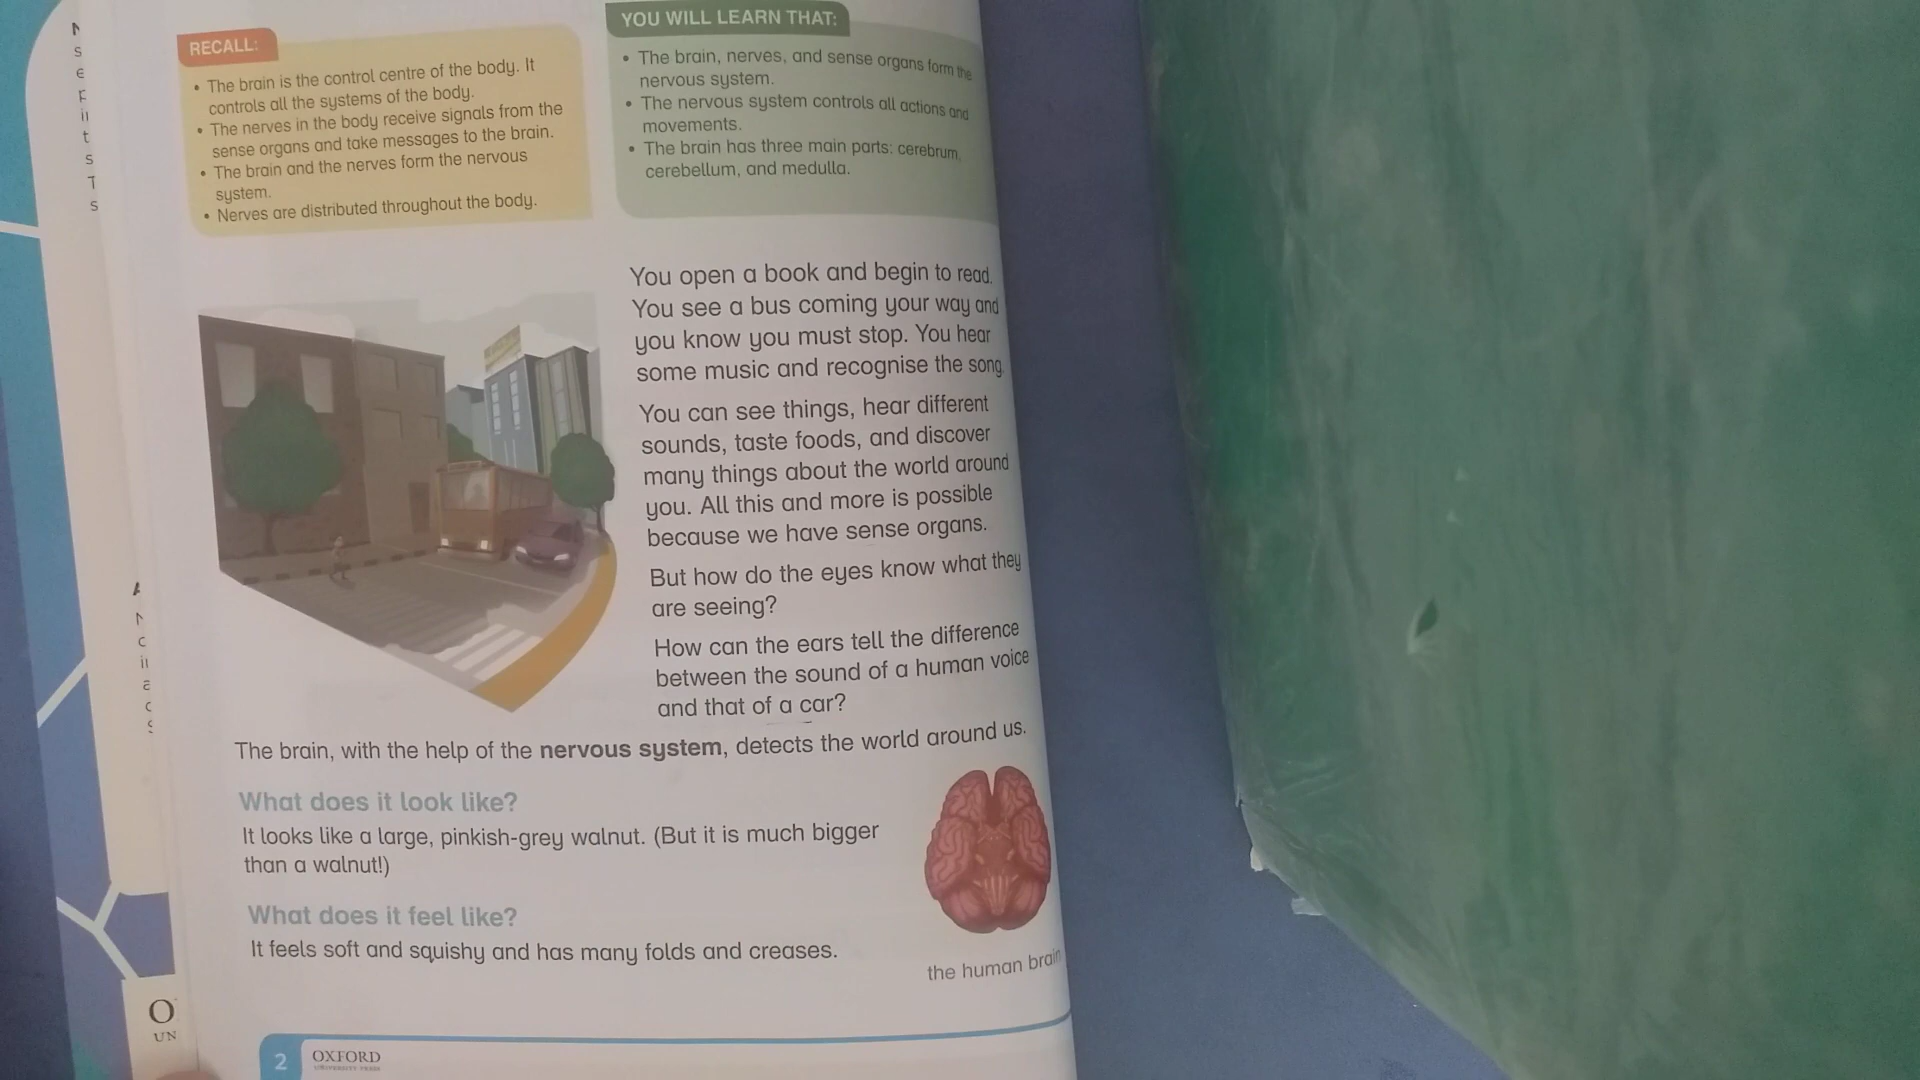 RECALL:
• The brain is the control centre of the body. It
controls all the systems of the body.
• The nerves in the body receive signals from the
sense organs and take messages to the brain.
• The brain and the nerves form the nervous
system.
• Nerves are distributed throughout the body.
YOU WILL LEARN THAT:
• The brain, nerves, and sense organs form the
nervous system.
• The nervous system controls all actions and
movements.
• The brain has three main parts: cerebrum,
cerebellum, and medulla.
You open a book and begin to read.
You see a bus coming your way and
you know you must stop. You hear
some music and recognise the song
You can see things, hear different
sounds, taste foods, and discover
many things about the world around
you. All this and more is possible
because we have sense organs.
But how do the eyes know what they
are seeing?
How can the ears tell the difference
between the sound of a human voice
and that of a car?
The brain, with the help of the nervous system, detects the world around us.
What does it look like?
It looks like a large, pinkish-grey walnut. (But it is much bigger
than a walnut!)
What does it feel like?
It feels soft and squishy and has many folds and creases.
the human brain
2
OXFORD
UNIVERSITY PRESS
O
UN